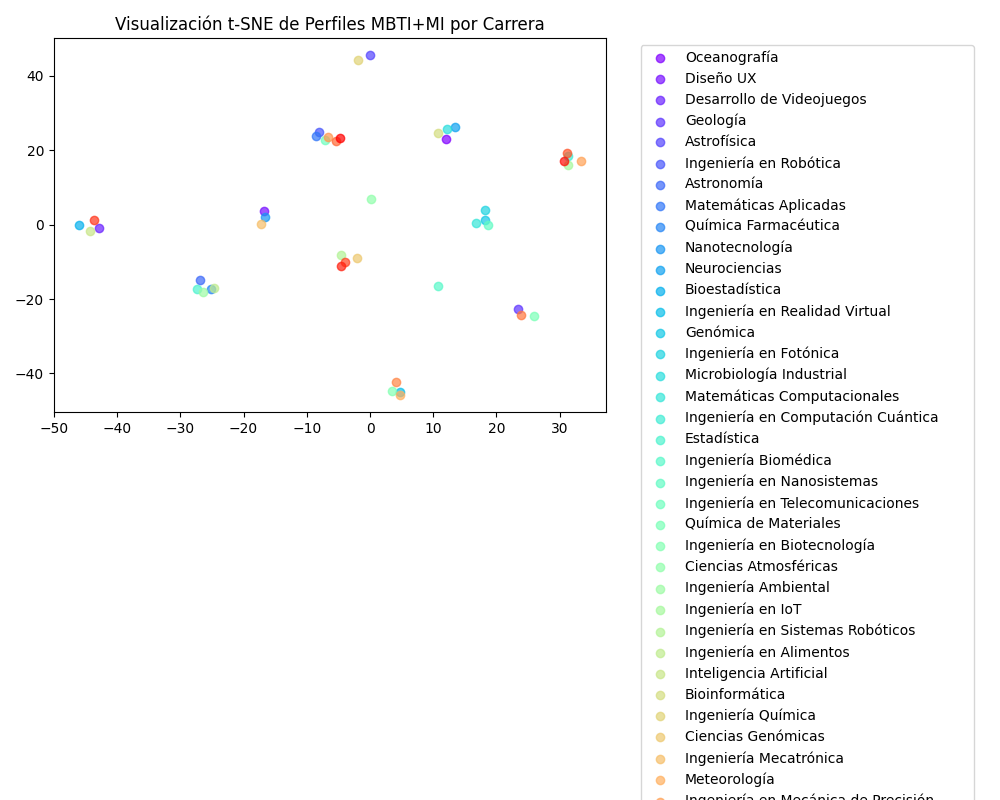 Visualización t-SNE de Perfiles MBTI+MI por Carrera
40
20
0
−20
−40
−50
−40
−30
−20
−10
0
10
20
30
Oceanografía
Diseño UX
Desarrollo de Videojuegos
Geología
Astrofísica
Ingeniería en Robótica
Astronomía
Matemáticas Aplicadas
Química Farmacéutica
Nanotecnología
Neurociencias
Bioestadística
Ingeniería en Realidad Virtual
Genómica
Ingeniería en Fotónica
Microbiología Industrial
Matemáticas Computacionales
Ingeniería en Computación Cuántica
Estadística
Ingeniería Biomédica
Ingeniería en Nanosistemas
Ingeniería en Telecomunicaciones
Química de Materiales
Ingeniería en Biotecnología
Ciencias Atmosféricas
Ingeniería Ambiental
Ingeniería en IoT
Ingeniería en Sistemas Robóticos
Ingeniería en Alimentos
Inteligencia Artificial
Bioinformática
Ingeniería Química
Ciencias Genómicas
Ingeniería Mecatrónica
Meteorología
Ingeniería en Mecánica de Precisión